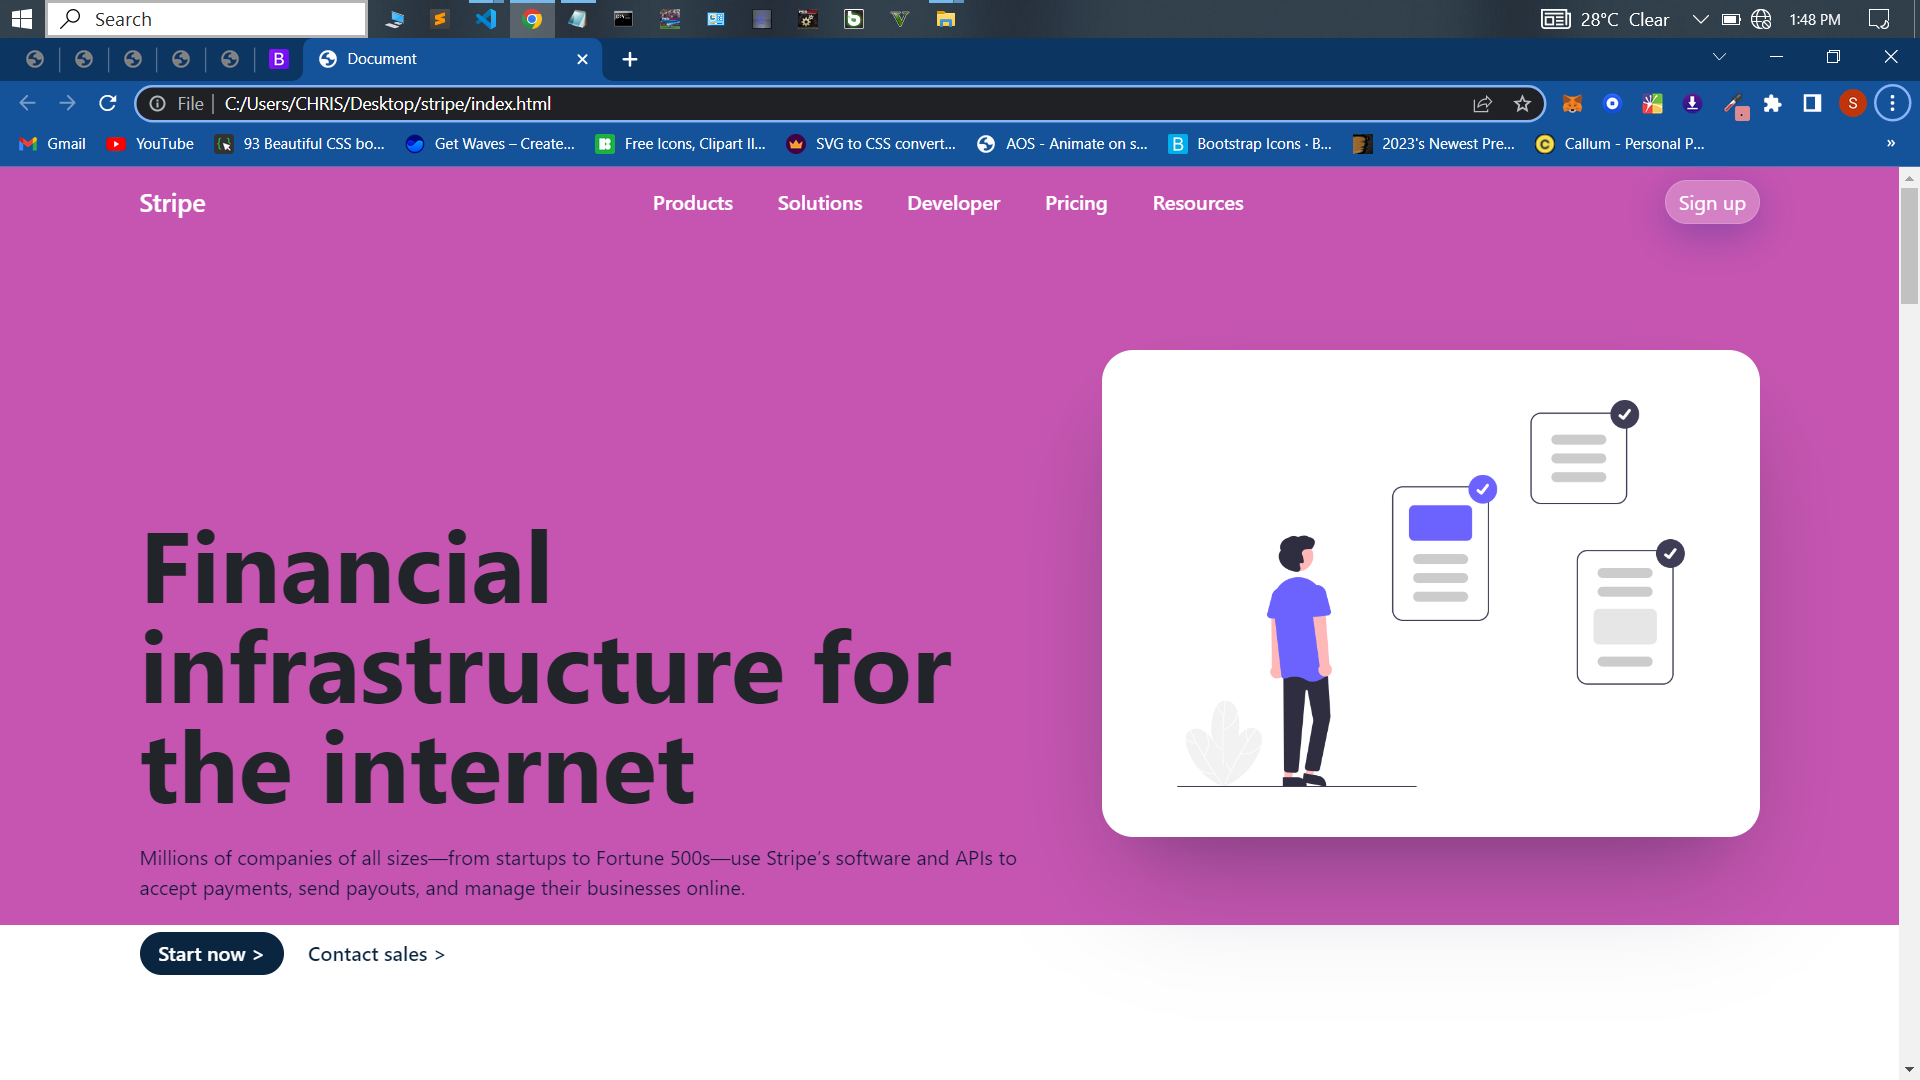 Search
28°C Clear
1:48 PM
B
Document
File
C:/Users/CHRIS/Desktop/stripe/index.html
S
Gmail
YouTube
93 Beautiful CSS bo...
Get Waves – Create...
Free Icons, Clipart Il...
SVG to CSS convert...
AOS - Animate on s...
B
Bootstrap Icons · B...
2023's Newest Pre...
C
Callum - Personal P...
»
Stripe
Products
Solutions
Developer
Pricing
Resources
Sign up
Financial
infrastructure for
the internet
Millions of companies of all sizes—from startups to Fortune 500s—use Stripe’s software and APIs to
accept payments, send payouts, and manage their businesses online.
Start now >
Contact sales >